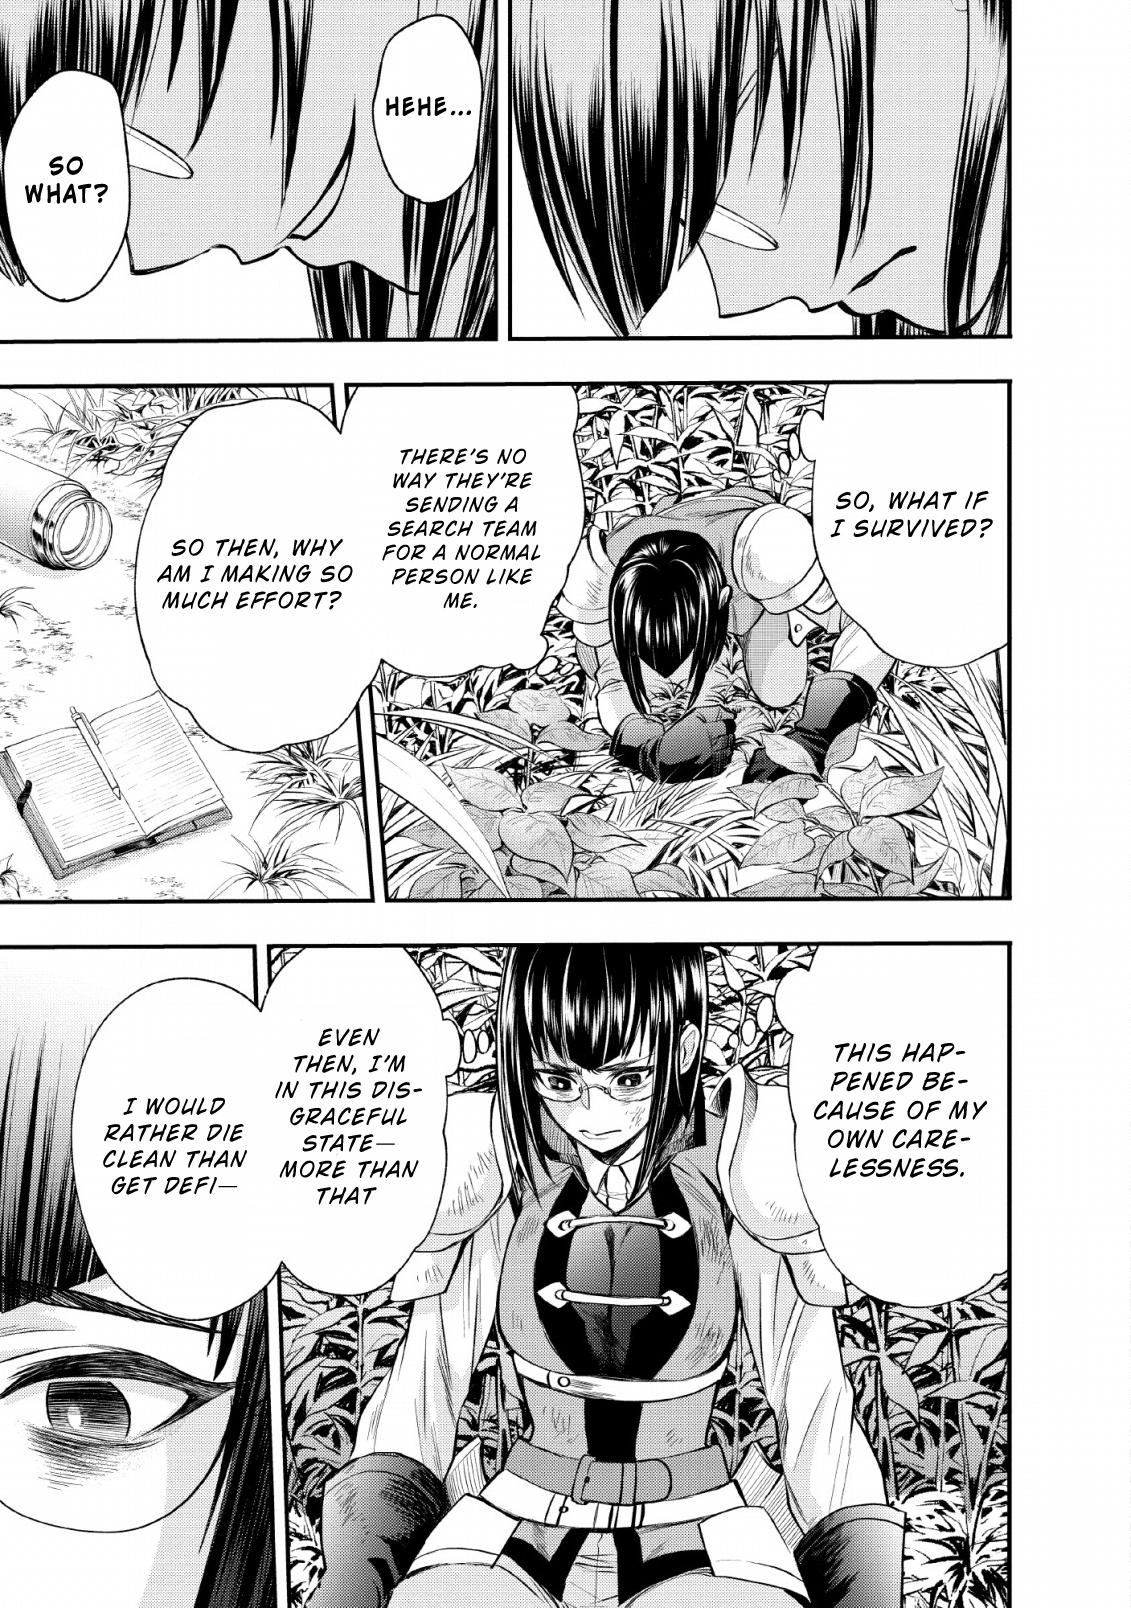 HEHE...
SO
WHAT?
SO, WHAT IF
I SURVIVED?
THERE'S NO
WAY THEY'RE
SENDING A
SEARCH TEAM
FOR A NORMAL
PERSON LIKE
ME.
SO THEN, WHY
AM I MAKING SO
MUCH EFFORT?
THIS HAP-
PENED BE-
CAUSE OF MY
OWN CARE-
LESSNESS.
EVEN
THEN, I'M
IN THIS DIS-
GRACEFUL
STATE—
MORE THAN
THAT
I WOULD
RATHER DIE
CLEAN THAN
GET DEFI—